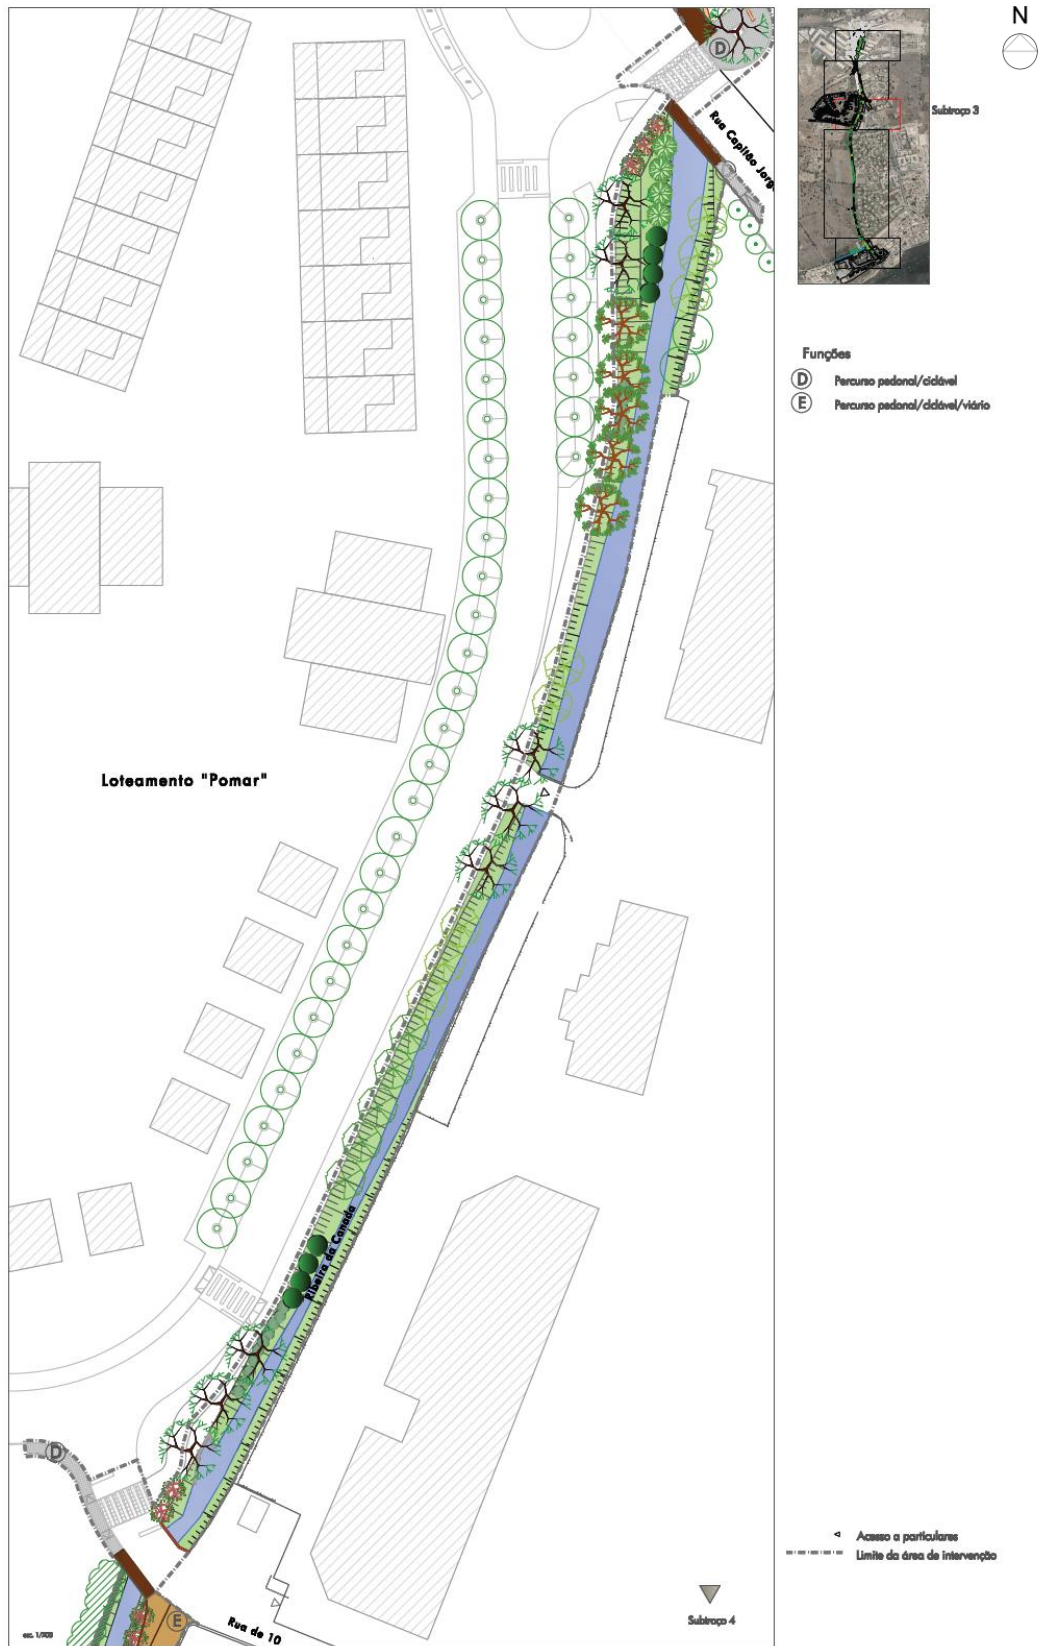 N
Subtroço 3
D
Rua Capitão Jorg
Funções
D Percurso pedonal/ciclável
E Percurso pedonal/ciclável/viário
Loteamento "Pomar"
Ribeira da Canada
D
Acesso a particulares
Limite da área de intervenção
E
Rua de 10
Subtroço 4